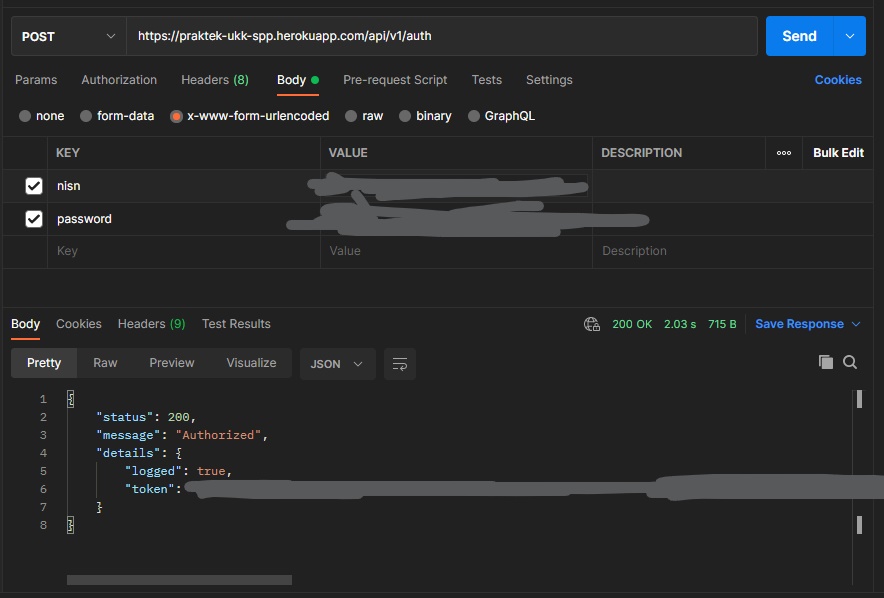 POST https://praktek-ukk-spp.herokuapp.com/api/v1/auth Send
Params Authorization Headers (8) Body Pre-request Script Tests Settings Cookies
none form-data x-www-form-urlencoded raw binary GraphQL
KEY VALUE DESCRIPTION ooo Bulk Edit
nisn
password
Key Value Description
Body Cookies Headers (9) Test Results 200 OK 2.03 s 715 B Save Response
Pretty Raw Preview Visualize JSON
1 {
2 "status": 200,
3 "message": "Authorized",
4 "details": {
5 "logged": true,
6 "token":
7 }
8 }